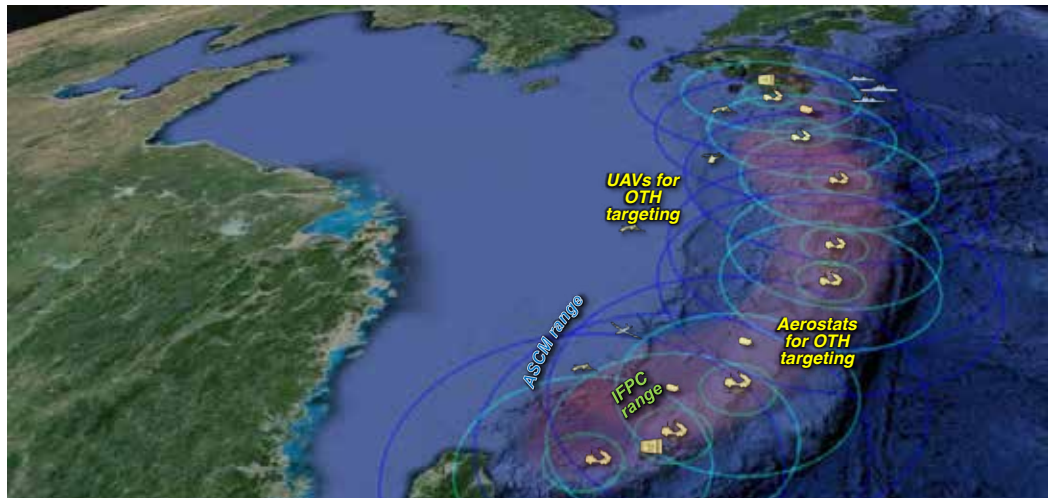 UAVs for
OTH
targeting
ASCM range
Aerostats
for OTH
targeting
IFPC
range